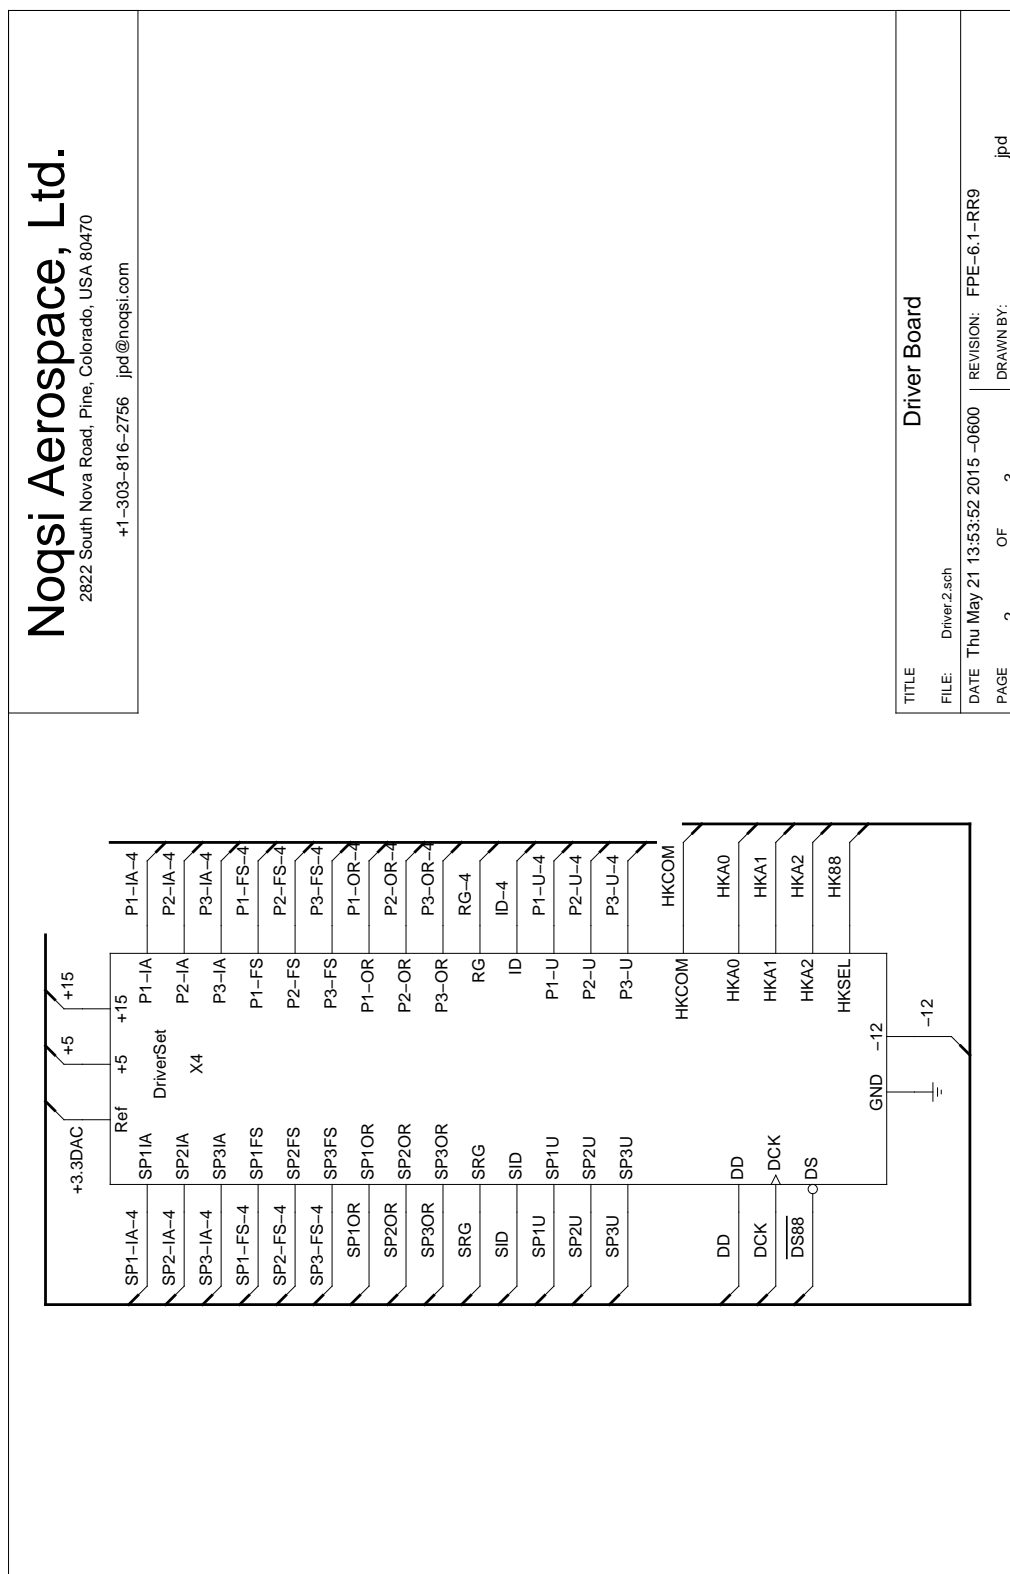 Noqsi Aerospace, Ltd.
2822 South Nova Road, Pine, Colorado, USA 80470
+1−303−816−2756 jpd@noqsi.com
+3.3DAC
+5
+15
Ref
+5
+15
DriverSet
X4
SP1−IA−4 SP1IA P1−IA P1−IA−4
SP2−IA−4 SP2IA P2−IA P2−IA−4
SP3−IA−4 SP3IA P3−IA P3−IA−4
SP1−FS−4 SP1FS P1−FS P1−FS−4
SP2−FS−4 SP2FS P2−FS P2−FS−4
SP3−FS−4 SP3FS P3−FS P3−FS−4
SP1OR SP1OR P1−OR P1−OR−4
SP2OR SP2OR P2−OR P2−OR−4
SP3OR SP3OR P3−OR P3−OR−4
SRG SRG RG RG−4
SID SID ID ID−4
SP1U SP1U P1−U P1−U−4
SP2U SP2U P2−U P2−U−4
SP3U SP3U P3−U P3−U−4
HKCOM HKCOM
DD DD HKA0 HKA0
DCK DCK HKA1 HKA1
DS88 DS HKA2 HKA2
HKSEL HK88
GND −12
−12
TITLE
Driver Board
FILE: Driver.2.sch
DATE Thu May 21 13:53:52 2015 −0600
REVISION: FPE−6.1−RR9
PAGE OF
DRAWN BY: jpd